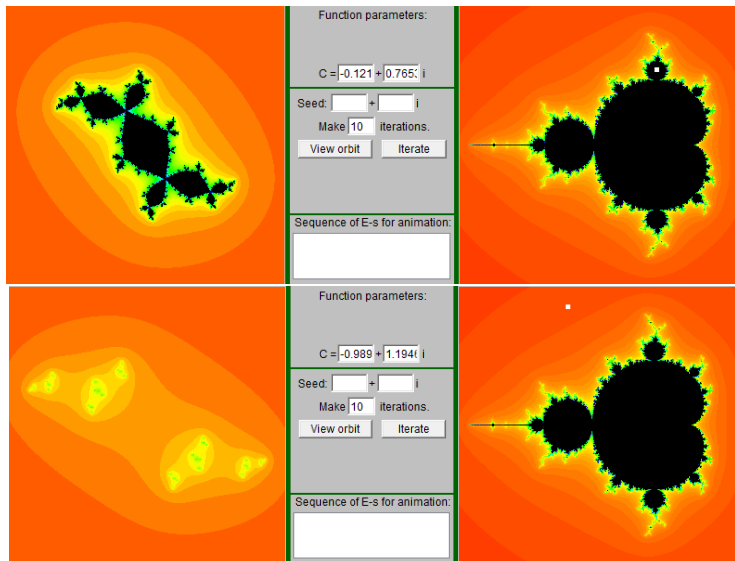 Function parameters:
C = -0.121 + 0.765 i
Seed: + i
Make 10 iterations.
View orbit Iterate
Sequence of E-s for animation:
Function parameters:
C = -0.989 + 1.194 i
Seed: + i
Make 10 iterations.
View orbit Iterate
Sequence of E-s for animation: